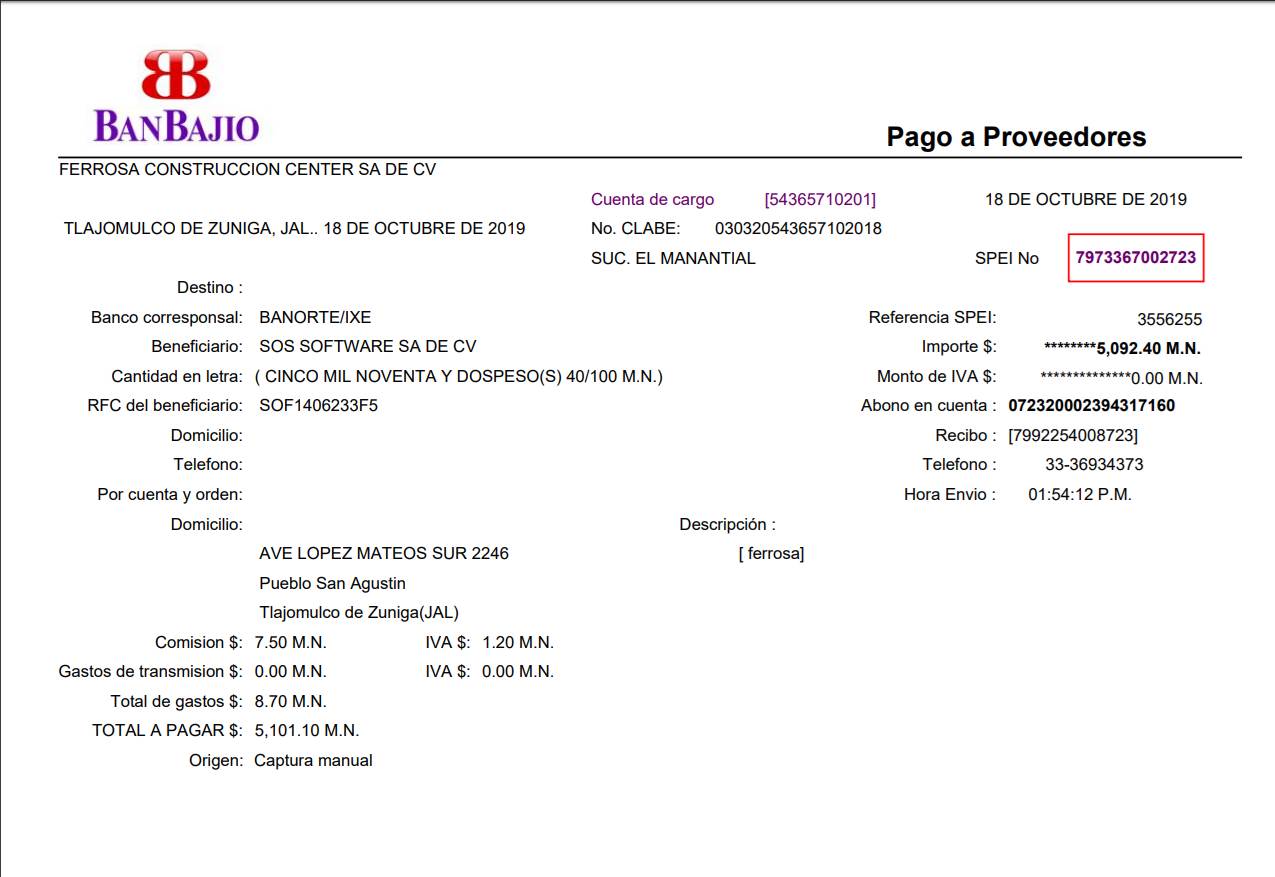 BANBAJIO
Pago a Proveedores
FERROSA CONSTRUCCION CENTER SA DE CV
Cuenta de cargo [54365710201] 18 DE OCTUBRE DE 2019
TLAJOMULCO DE ZUNIGA, JAL.. 18 DE OCTUBRE DE 2019 No. CLABE: 030320543657102018
SUC. EL MANANTIAL SPEI No 7973367002723
Destino :
Banco corresponsal: BANORTE/IXE Referencia SPEI: 3556255
Beneficiario: SOS SOFTWARE SA DE CV Importe $: ********5,092.40 M.N.
Cantidad en letra: ( CINCO MIL NOVENTA Y DOSPESO(S) 40/100 M.N.) Monto de IVA $: **************0.00 M.N.
RFC del beneficiario: SOF1406233F5 Abono en cuenta : 072320002394317160
Domicilio: Recibo : [7992254008723]
Telefono: Telefono : 33-36934373
Por cuenta y orden: Hora Envio : 01:54:12 P.M.
Domicilio: Descripción :
AVE LOPEZ MATEOS SUR 2246 [ ferrosa]
Pueblo San Agustin
Tlajomulco de Zuniga(JAL)
Comision $: 7.50 M.N. IVA $: 1.20 M.N.
Gastos de transmision $: 0.00 M.N. IVA $: 0.00 M.N.
Total de gastos $: 8.70 M.N.
TOTAL A PAGAR $: 5,101.10 M.N.
Origen: Captura manual